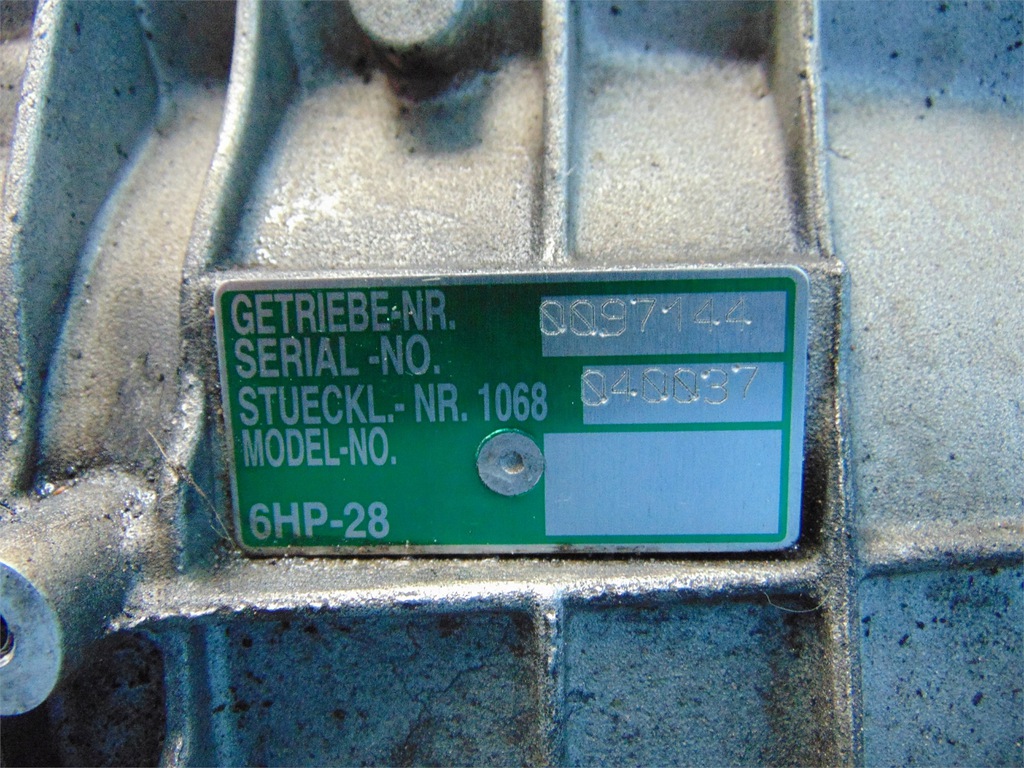 GETRIEBE-NR. 0097144
SERIAL -NO.
STUECKL.- NR. 1068 040037
MODEL-NO.
6HP-28